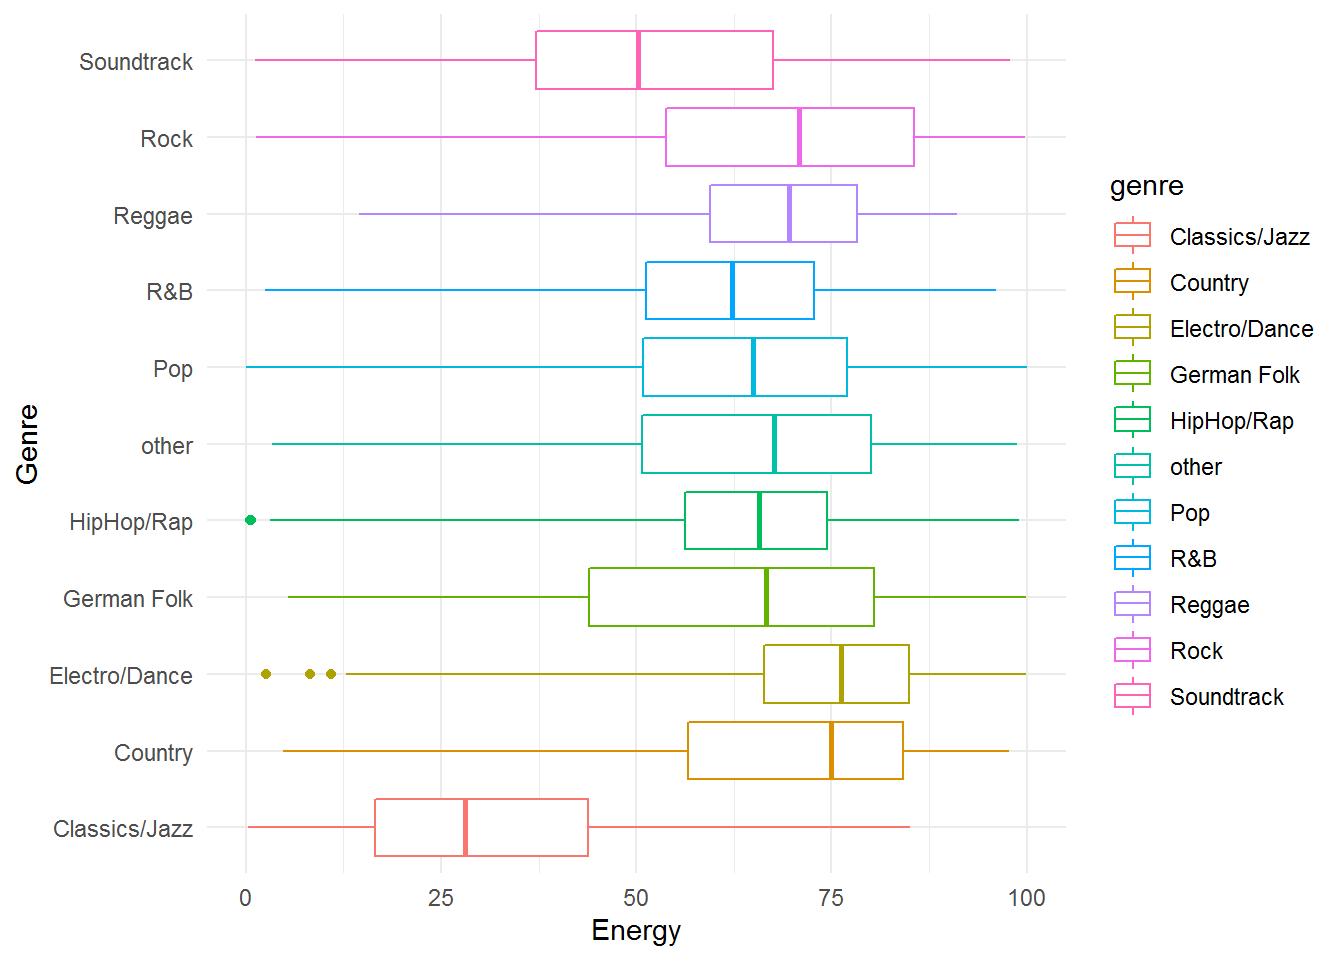 Genre
Soundtrack
Rock
Reggae
R&B
Pop
other
HipHop/Rap
German Folk
Electro/Dance
Country
Classics/Jazz
0 25 50 75 100
Energy
genre
Classics/Jazz
Country
Electro/Dance
German Folk
HipHop/Rap
other
Pop
R&B
Reggae
Rock
Soundtrack